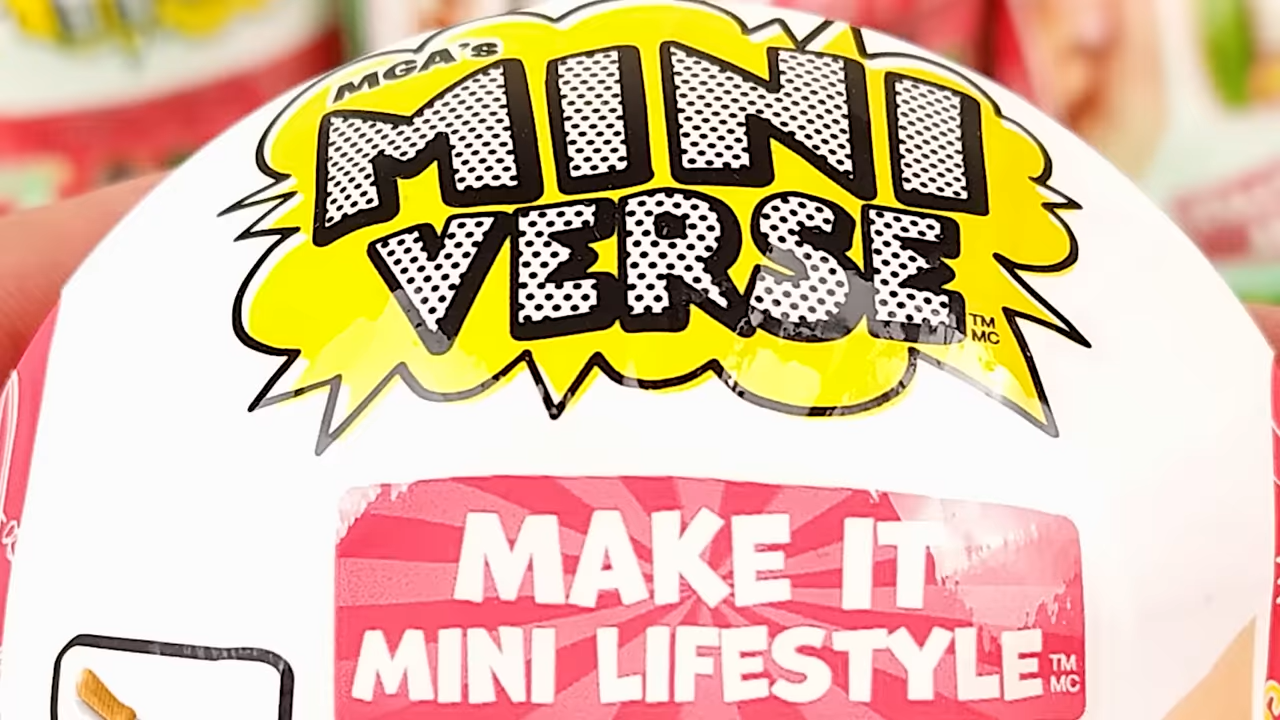 MGA's
MINI
VERSE
TM
MC
MAKE IT
MINI LIFESTYLE
TM
MC